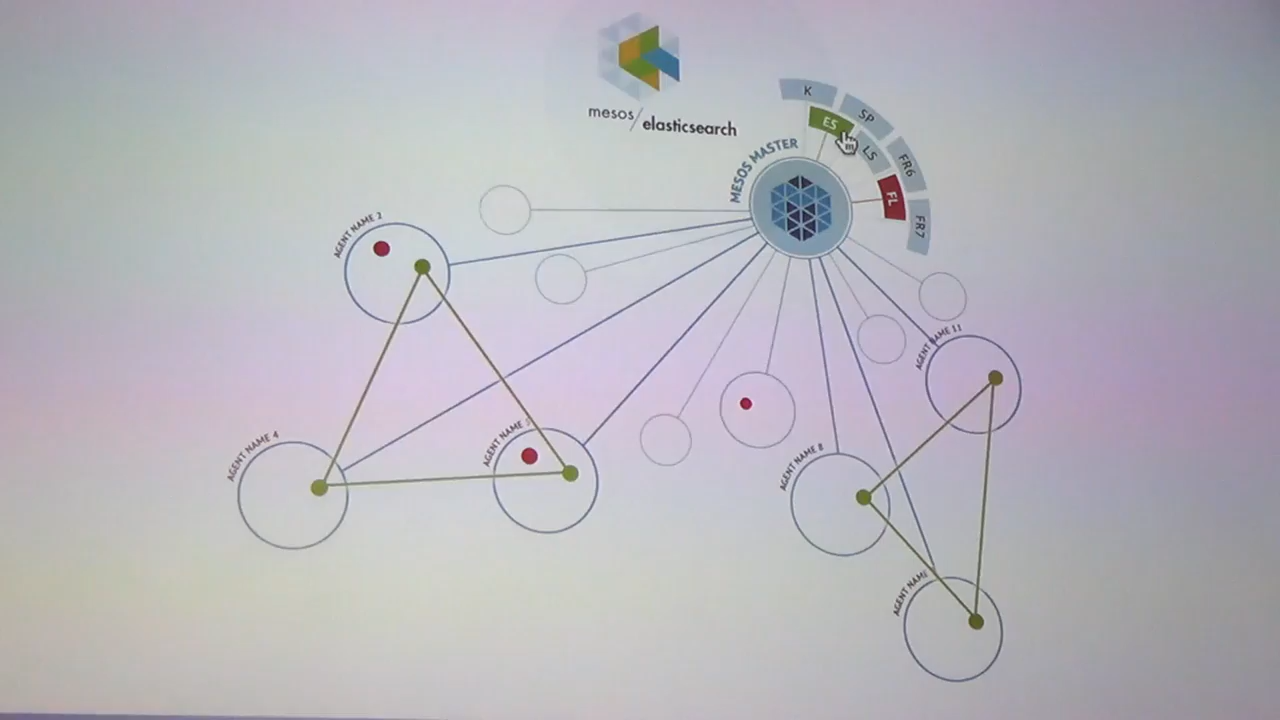 mesos/elasticsearch
K
SP
ES
LS
FR6
FL
FR7
MESOS MASTER
AGENT NAME 2
AGENT NAME 11
AGENT NAME 4
AGENT NAME
AGENT NAME 8
AGENT NAME